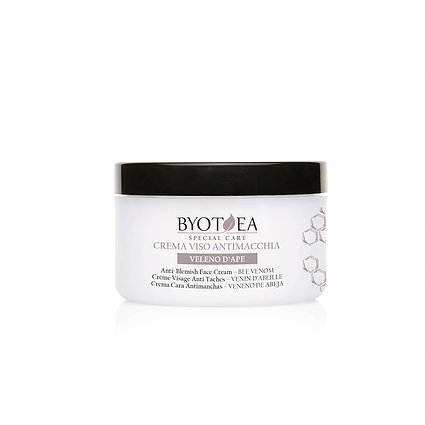 BYOTEA
SPECIAL CARE
CREMA VISO ANTIMACCHIA
VELENO D'APE
Anti-Blemish Face Cream - BEE VENOM
Crème Visage Anti Taches - VENIN D'ABEILLE
Crema Cara Antimanchas - VENENO DE ABEJA